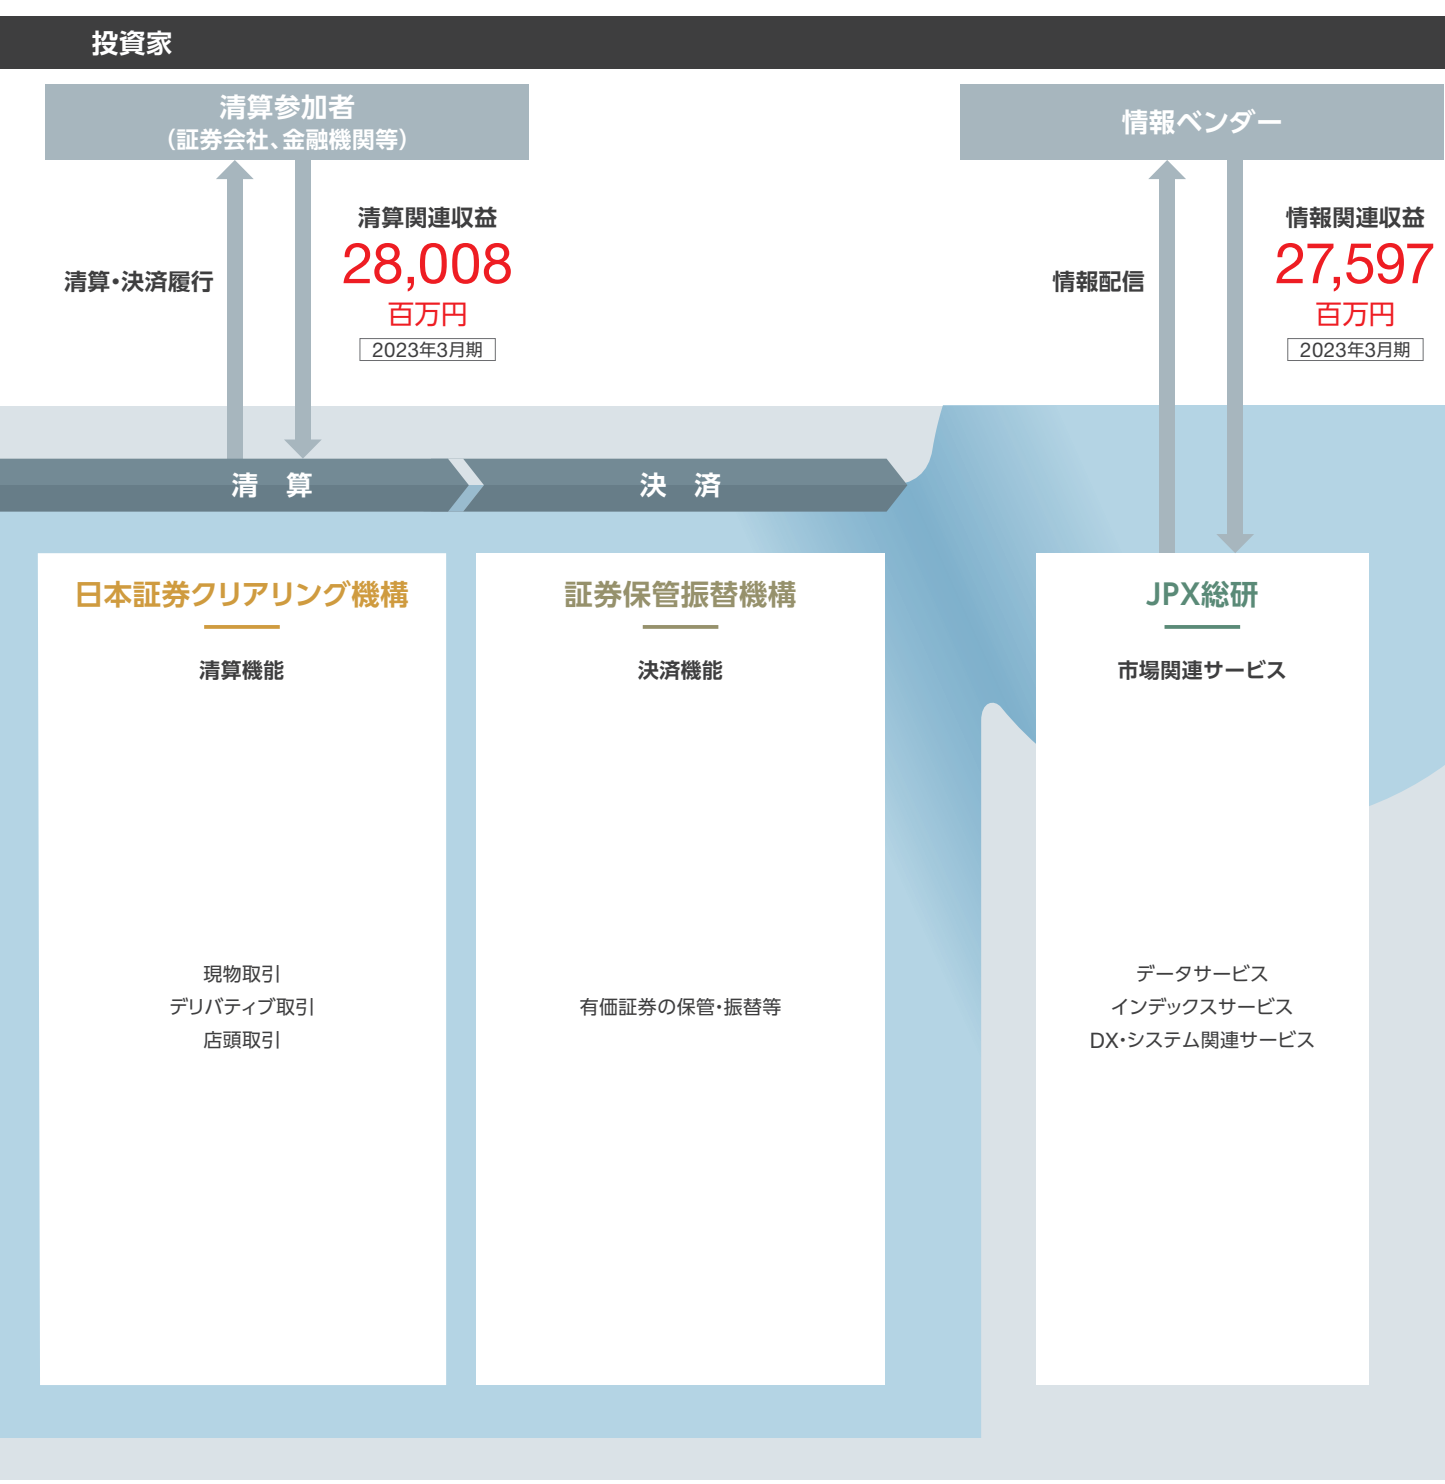 投資家
清算参加者
(証券会社、金融機関等)
清算・決済履行
清算関連収益
28,008
百万円
2023年3月期
情報ベンダー
情報配信
情報関連収益
27,597
百万円
2023年3月期
清 算
決 済
日本証券クリアリング機構
清算機能
現物取引
デリバティブ取引
店頭取引
証券保管振替機構
決済機能
有価証券の保管・振替等
JPX総研
市場関連サービス
データサービス
インデックスサービス
DX・システム関連サービス